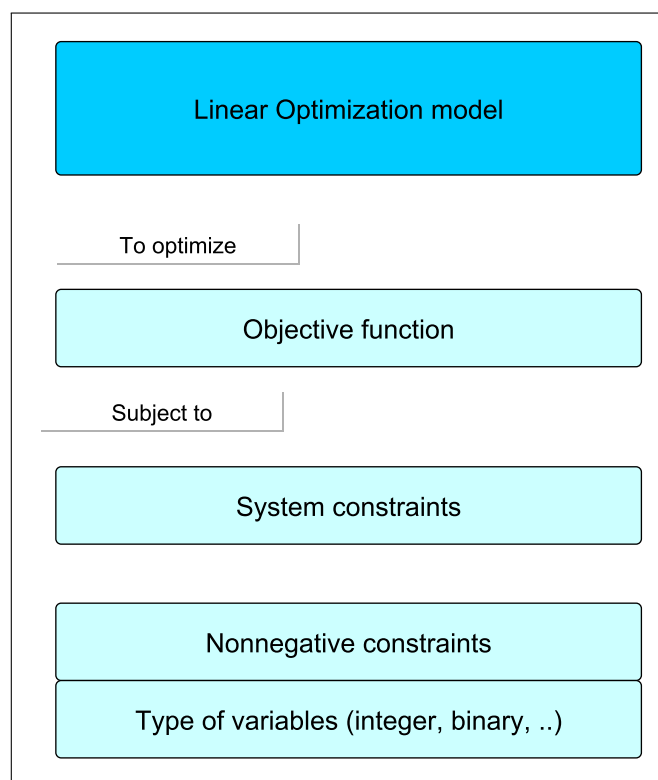 Linear Optimization model
To optimize
Objective function
Subject to
System constraints
Nonnegative constraints
Type of variables (integer, binary, ..)